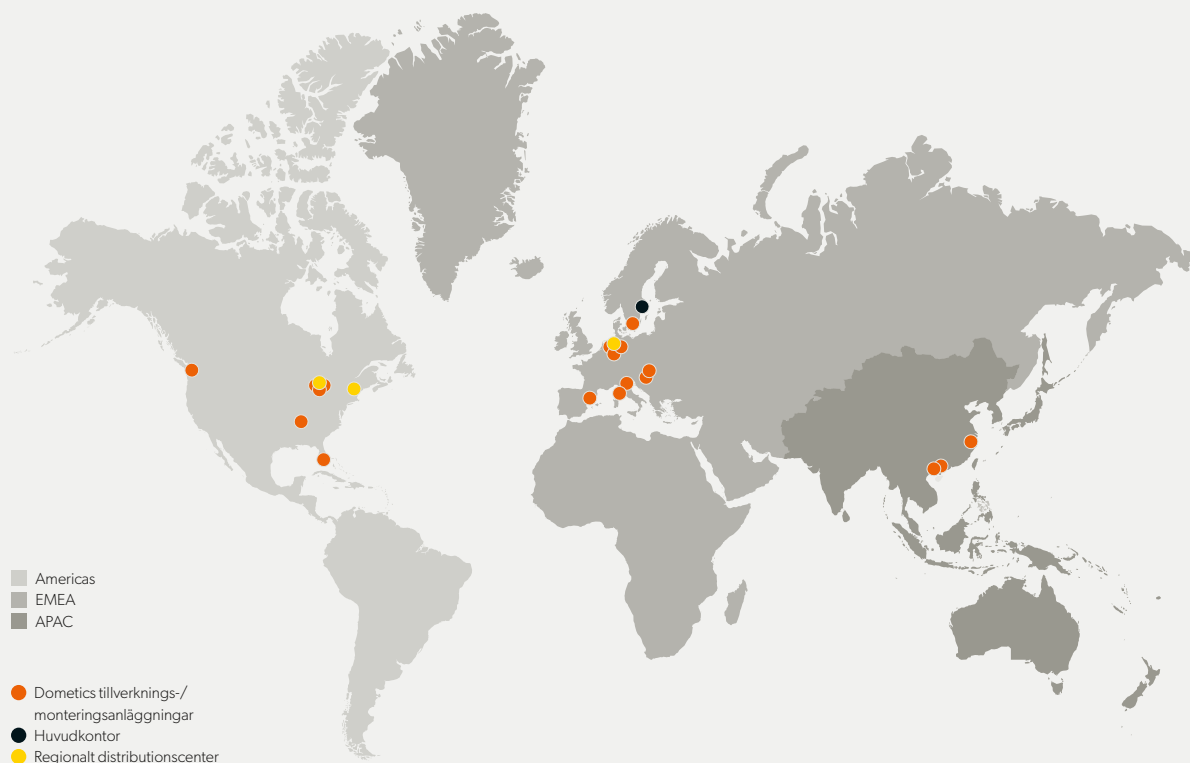 Americas
EMEA
APAC
Dometics tillverknings-/
monteringsanläggningar
Huvudkontor
Regionalt distributionscenter